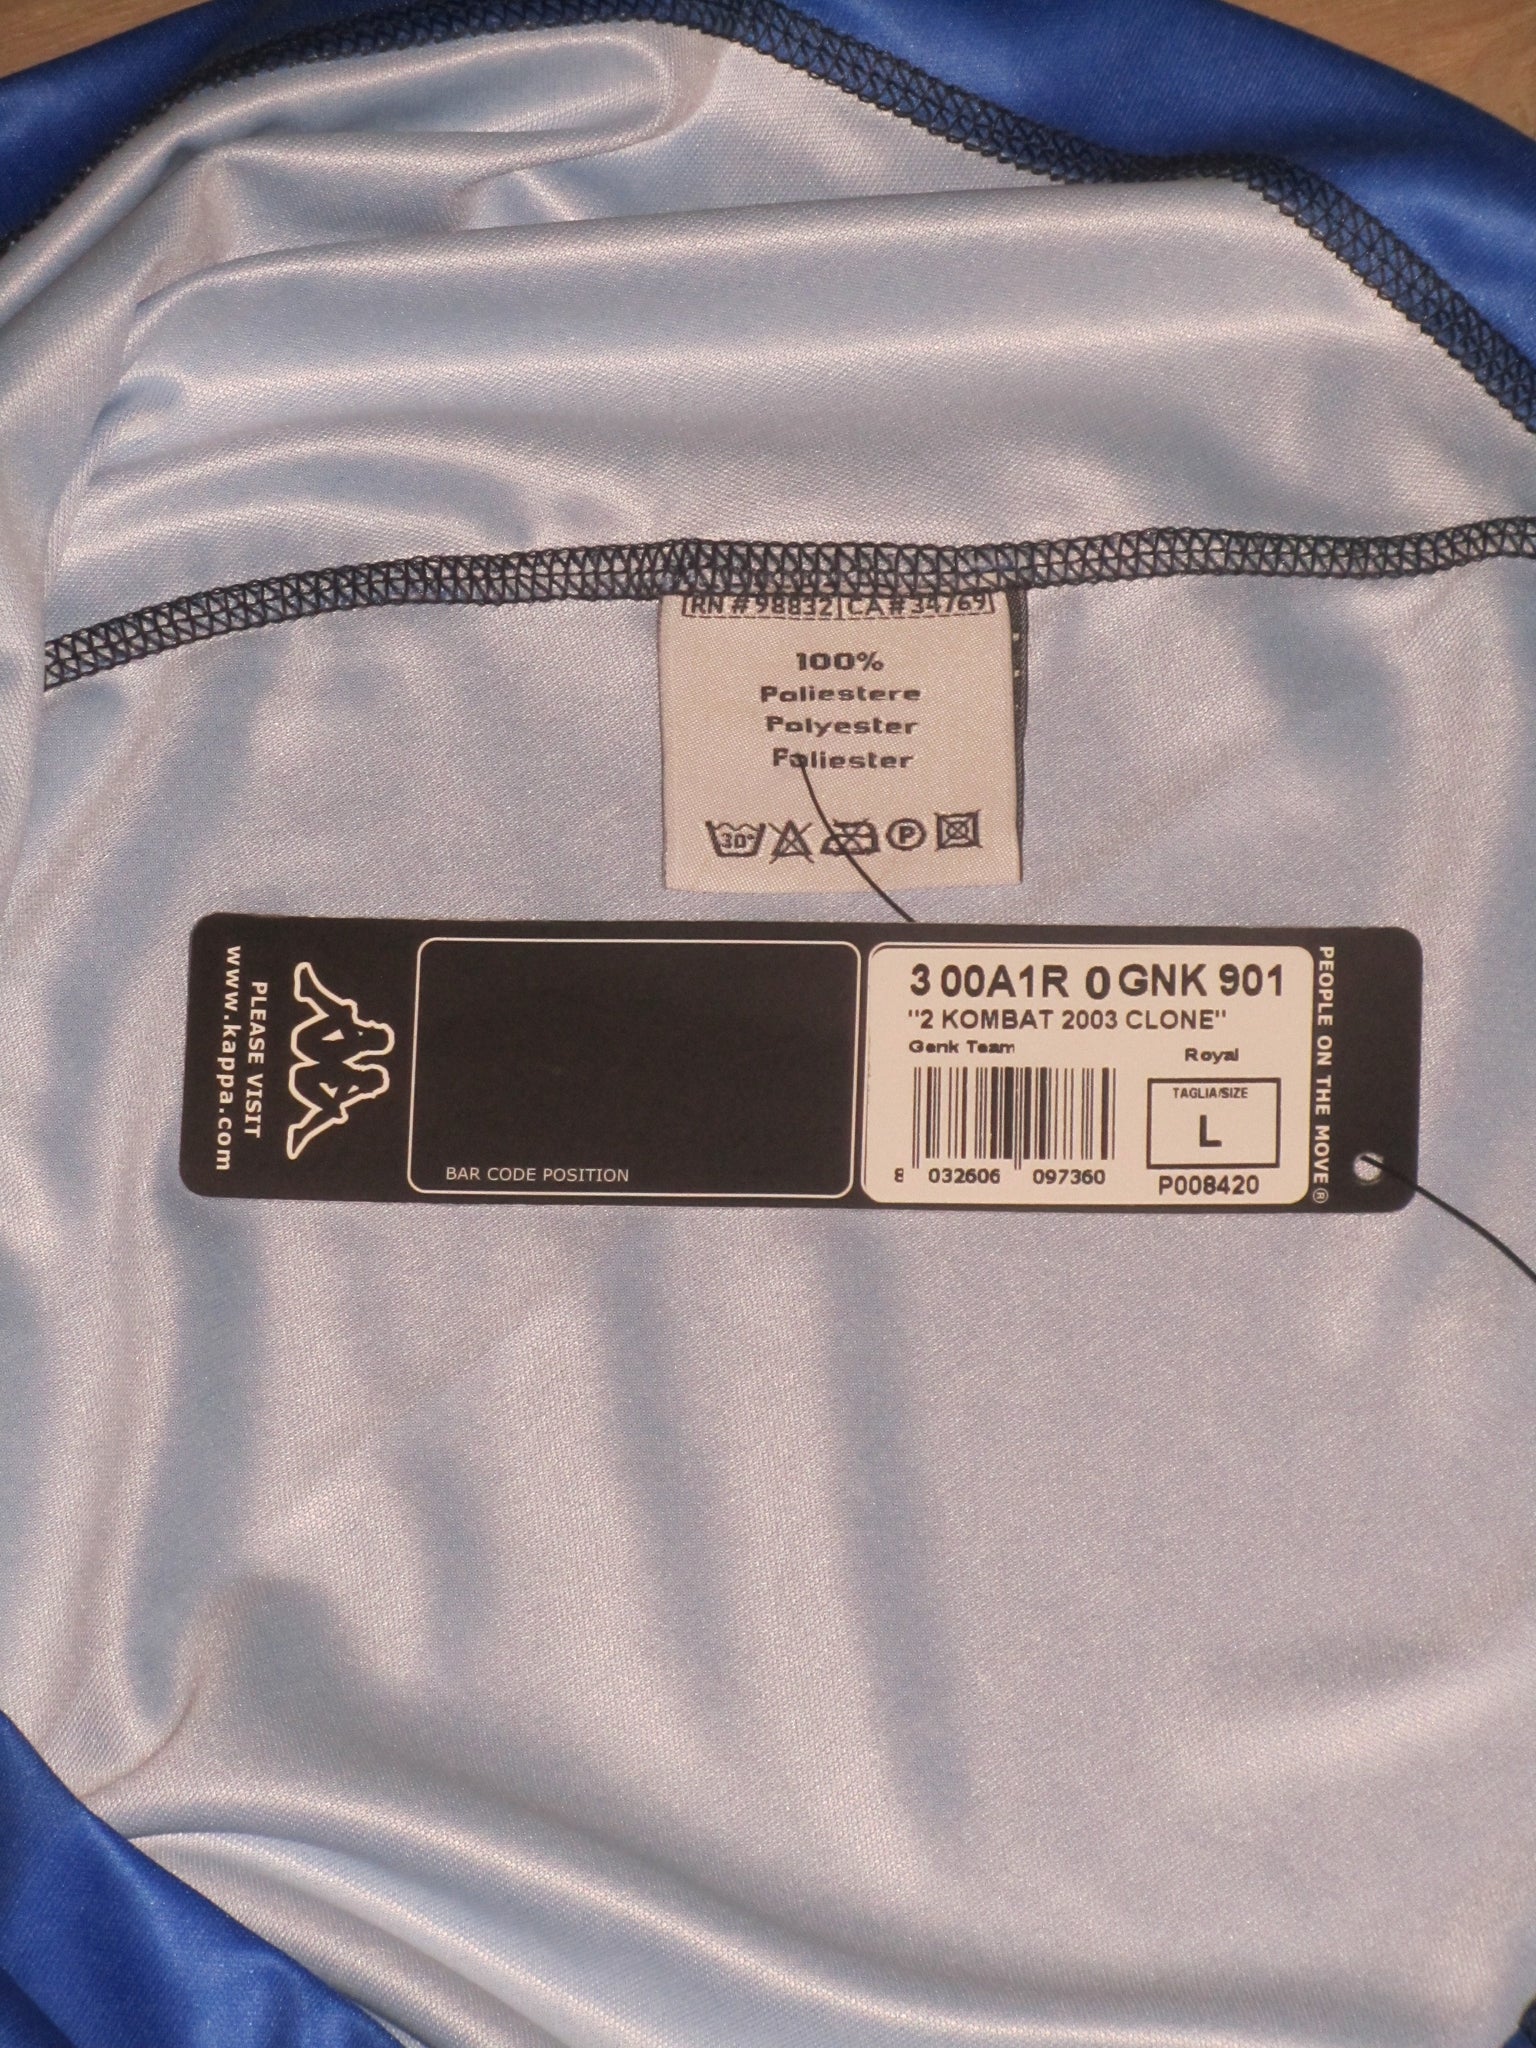 RN # 98832 CA # 34769
100%
Poliestere
Polyester
Poliester
30°
P
PLEASE VISIT
www.kappa.com
BAR CODE POSITION
3 00A1R 0 GNK 901
"2 KOMBAT 2003 CLONE"
Genk Team
Royal
TAGLIA/SIZE
L
8 032606 097360
P008420
PEOPLE ON THE MOVE®